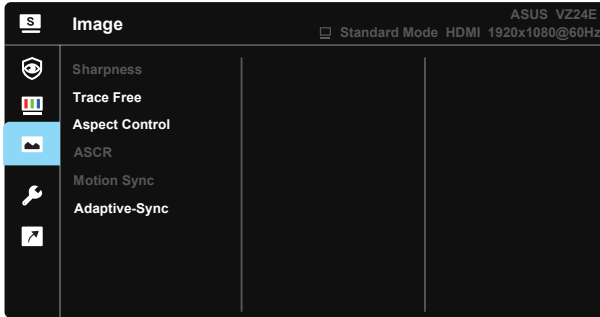 S
Image
ASUS VZ24E
Standard Mode HDMI 1920x1080@60Hz
Sharpness
Trace Free
Aspect Control
ASCR
Motion Sync
Adaptive-Sync